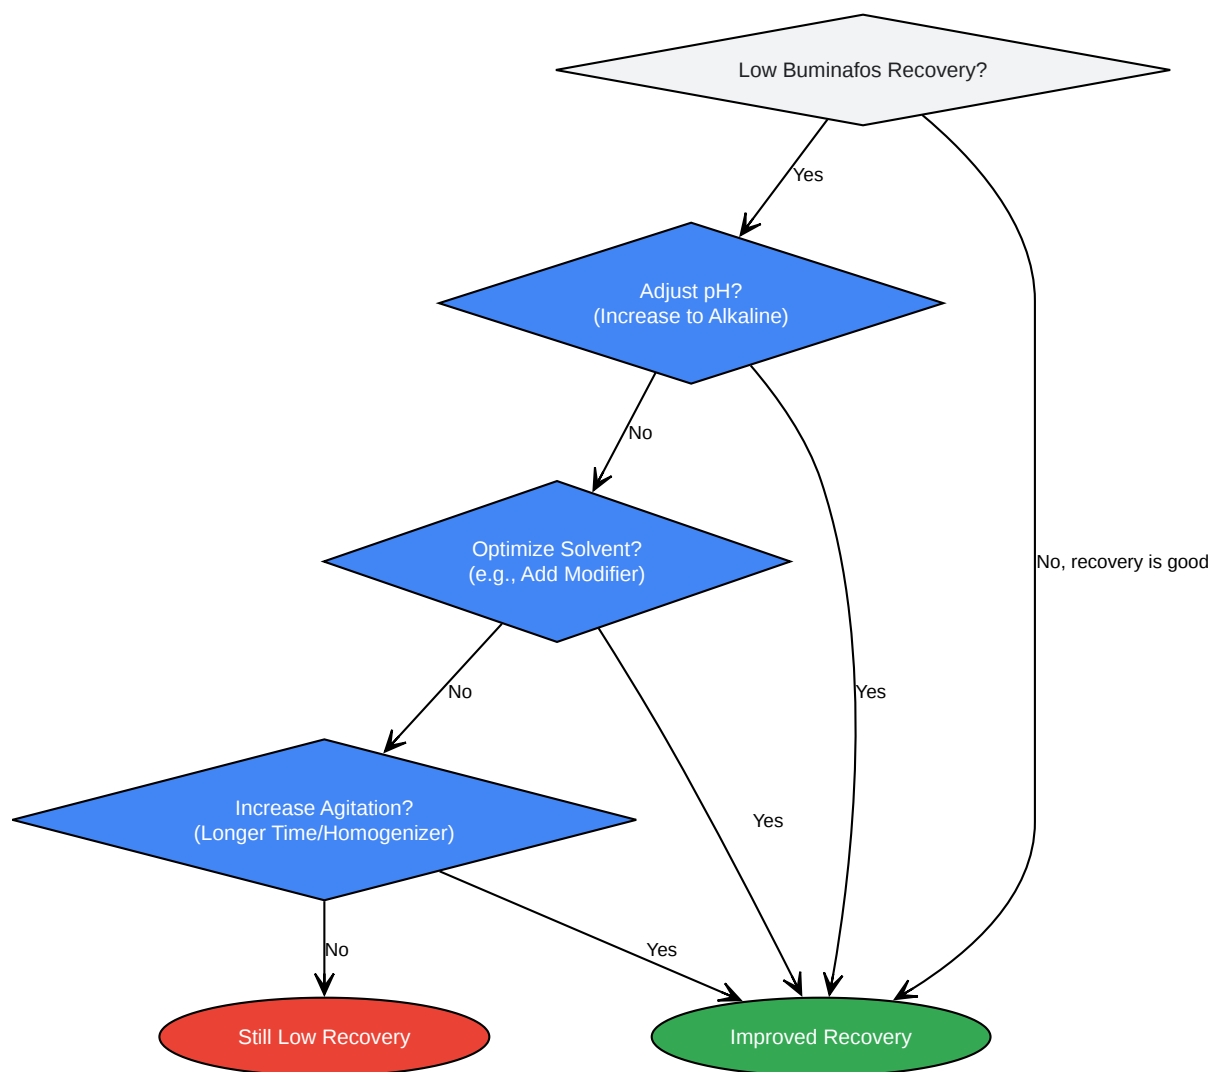 Low Buminafos Recovery?
Yes
Adjust pH?
(Increase to Alkaline)
No
Optimize Solvent?
(e.g., Add Modifier)
No, recovery is good
No
Yes
Increase Agitation?
(Longer Time/Homogenizer)
Yes
No
Yes
Still Low Recovery
Improved Recovery